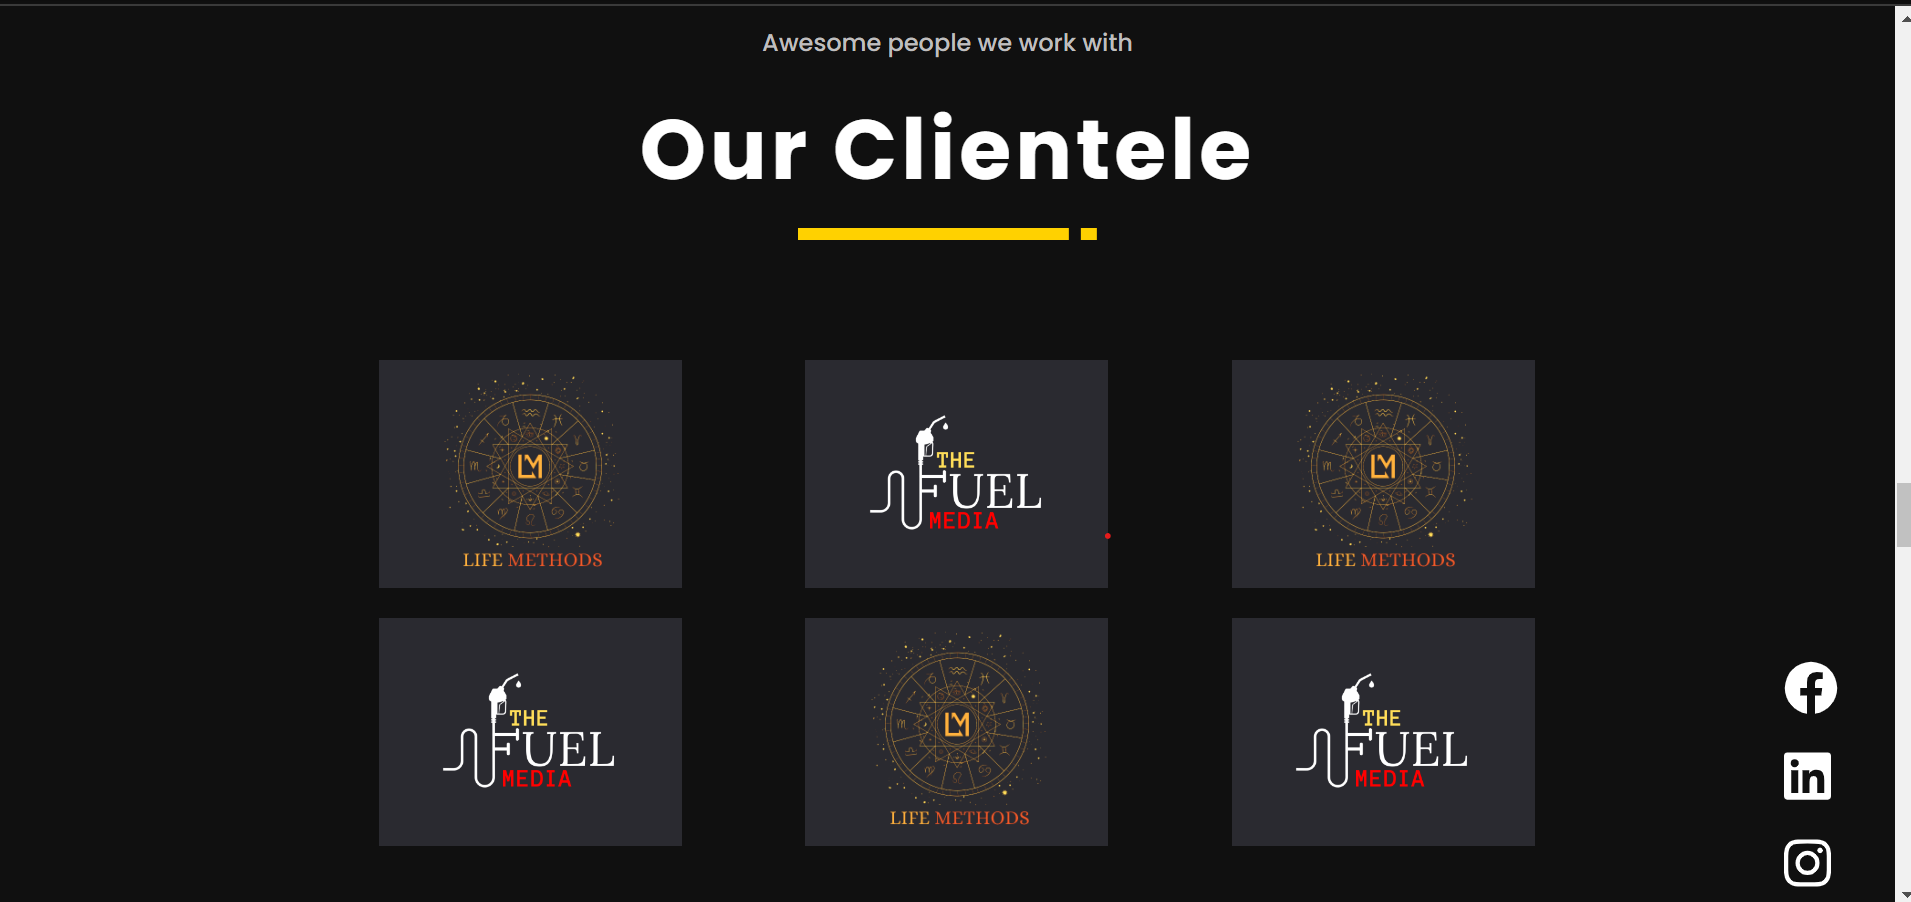 Awesome people we work with
Our Clientele
LM
LIFE METHODS
THE
FUEL
MEDIA
LM
LIFE METHODS
THE
FUEL
MEDIA
LM
LIFE METHODS
THE
FUEL
MEDIA
in